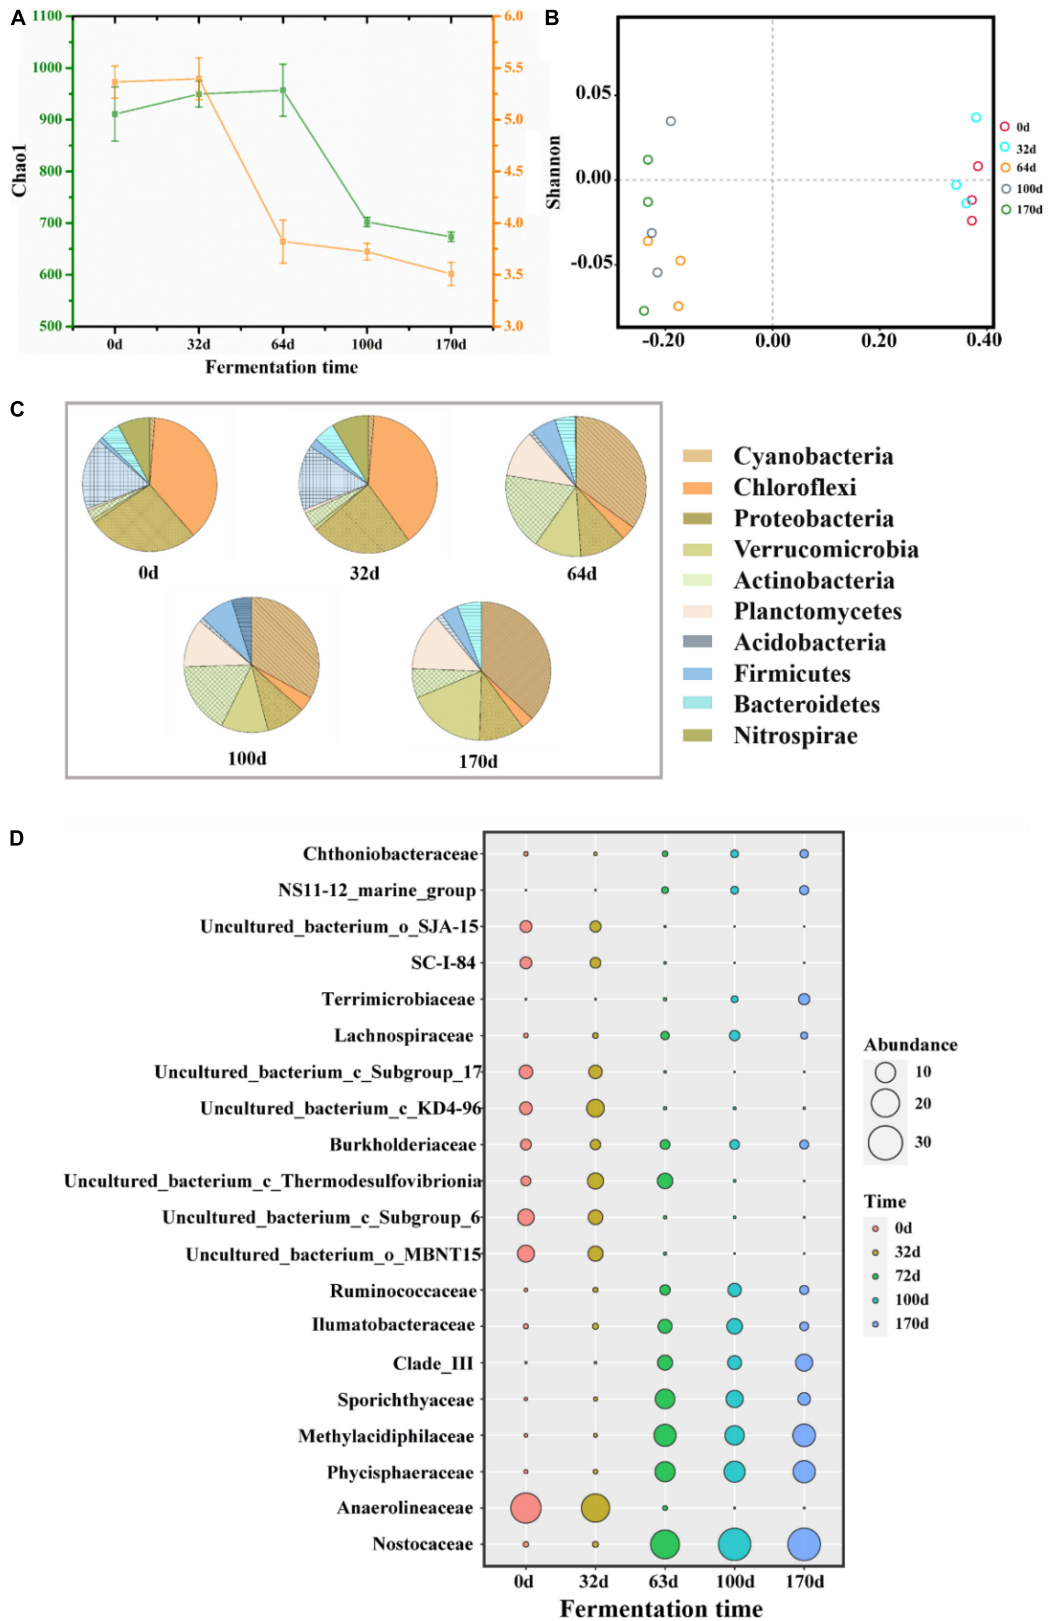 A
1100
1000
900
800
700
600
500
Chao1
6.0
5.5
5.0
4.5
4.0
3.5
3.0
Shannon
0d
32d
64d
100d
170d
Fermentation time
B
0.05
0.00
-0.05
-0.20
0.00
0.20
0.40
0d
32d
64d
100d
170d
C
0d
32d
64d
100d
170d
Cyanobacteria
Chloroflexi
Proteobacteria
Verrucomicrobia
Actinobacteria
Planctomycetes
Acidobacteria
Firmicutes
Bacteroidetes
Nitrospirae
D
Chthoniobacteraceae
NS11-12_marine_group
Uncultured_bacterium_o_SJA-15
SC-I-84
Terrimicrobiaceae
Lachnospiraceae
Uncultured_bacterium_c_Subgroup_17
Uncultured_bacterium_c_KD4-96
Burkholderiaceae
Uncultured_bacterium_c_Thermodesulfovibrionia
Uncultured_bacterium_c_Subgroup_6
Uncultured_bacterium_o_MBNT15
Ruminococcaceae
Ilumatobacteraceae
Clade_III
Sporichthyaceae
Methylacidiphilaceae
Phycisphaeraceae
Anaerolineaceae
Nostocaceae
0d
32d
63d
100d
170d
Fermentation time
Abundance
10
20
30
Time
0d
32d
72d
100d
170d